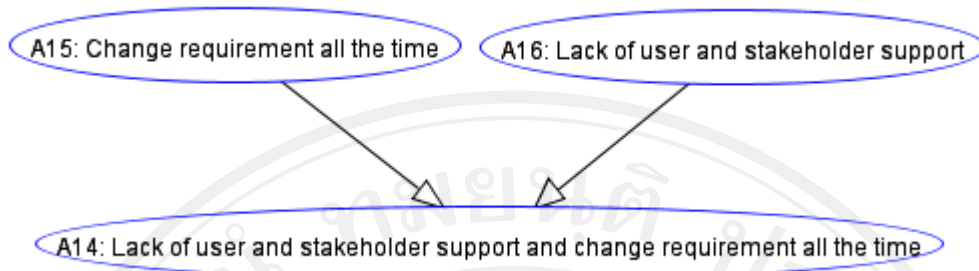 A15: Change requirement all the time
A16: Lack of user and stakeholder support
A14: Lack of user and stakeholder support and change requirement all the time